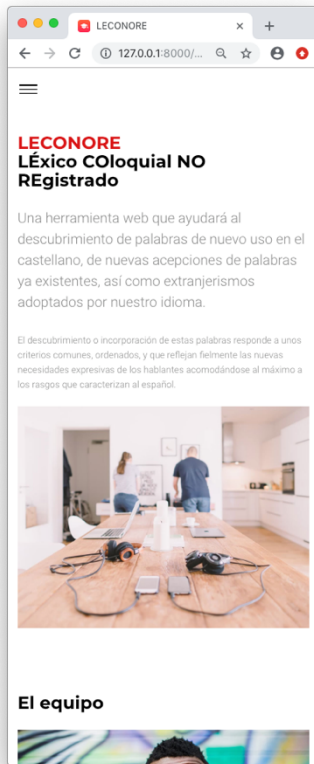 LECONORE
127.0.0.1:8000/...
LECONORE
LÉxico COloquial NO
REgistrado
Una herramienta web que ayudará al
descubrimiento de palabras de nuevo uso en el
castellano, de nuevas acepciones de palabras
ya existentes, así como extranjerismos
adoptados por nuestro idioma.
El descubrimiento o incorporación de estas palabras responde a unos
criterios comunes, ordenados, y que reflejan fielmente las nuevas
necesidades expresivas de los hablantes acomodándose al máximo a
los rasgos que caracterizan al español.
El equipo